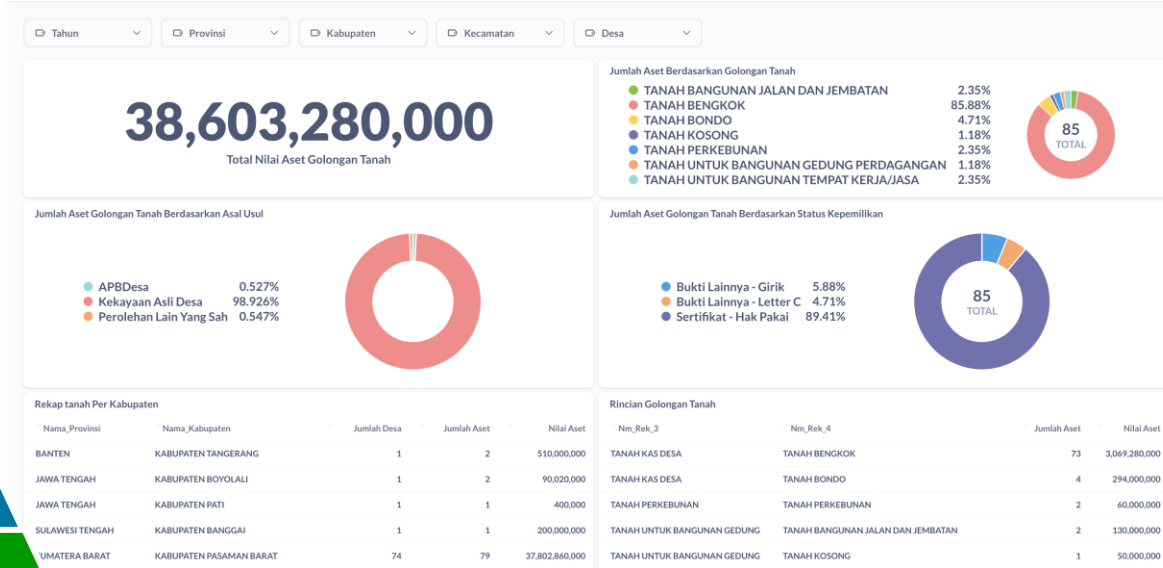 Tahun
Provinsi
Kabupaten
Kecamatan
Desa
38,603,280,000
Total Nilai Aset Golongan Tanah
Jumlah Aset Berdasarkan Golongan Tanah
TANAH BANGUNAN JALAN DAN JEMBATAN 2.35%
TANAH BENGKOK 85.88%
TANAH BONDO 4.71%
TANAH KOSONG 1.18%
TANAH PERKEBUNAN 2.35%
TANAH UNTUK BANGUNAN GEDUNG PERDAGANGAN 1.18%
TANAH UNTUK BANGUNAN TEMPAT KERJA/JASA 2.35%
85
TOTAL
Jumlah Aset Golongan Tanah Berdasarkan Asal Usul
APBDesa 0.527%
Kekayaan Asli Desa 98.926%
Perolehan Lain Yang Sah 0.547%
Jumlah Aset Golongan Tanah Berdasarkan Status Kepemilikan
Bukti Lainnya - Girik 5.88%
Bukti Lainnya - Letter C 4.71%
Sertifikat - Hak Pakai 89.41%
85
TOTAL
Rekap tanah Per Kabupaten
Nama_Provinsi Nama_Kabupaten Jumlah Desa Jumlah Aset Nilai Aset
BANTEN KABUPATEN TANGERANG 1 2 510,000,000
JAWA TENGAH KABUPATEN BOYOLALI 1 2 90,020,000
JAWA TENGAH KABUPATEN PATI 1 1 400,000
SULAWESI TENGAH KABUPATEN BANGGAI 1 1 200,000,000
UMATERA BARAT KABUPATEN PASAMAN BARAT 74 79 37,802,860,000
Rincian Golongan Tanah
Nm_Rek_3 Nm_Rek_4 Jumlah Aset Nilai Aset
TANAH KAS DESA TANAH BENGKOK 73 3,069,280,000
TANAH KAS DESA TANAH BONDO 4 294,000,000
TANAH PERKEBUNAN TANAH PERKEBUNAN 2 60,000,000
TANAH UNTUK BANGUNAN GEDUNG TANAH BANGUNAN JALAN DAN JEMBATAN 2 130,000,000
TANAH UNTUK BANGUNAN GEDUNG TANAH KOSONG 1 50,000,000